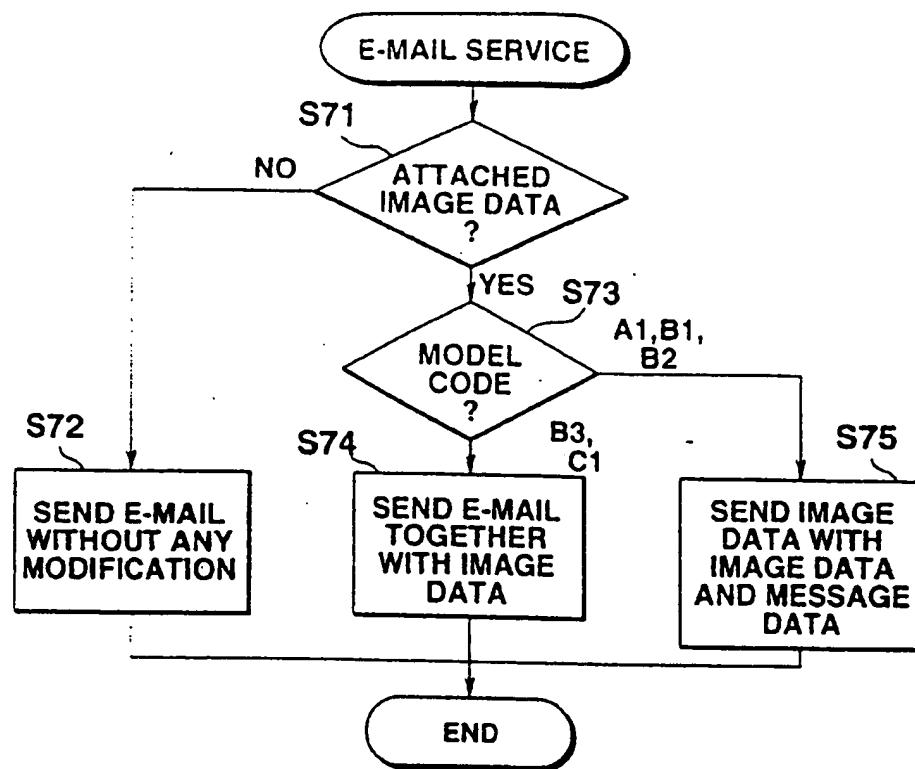 E-MAIL SERVICE
S71
NO
ATTACHED
IMAGE DATA
?
YES
S73
A1,B1,
B2
MODEL
CODE
?
S72
S74
B3,
C1
S75
SEND E-MAIL
WITHOUT ANY
MODIFICATION
SEND E-MAIL
TOGETHER
WITH IMAGE
DATA
SEND IMAGE
DATA WITH
IMAGE DATA
AND MESSAGE
DATA
END